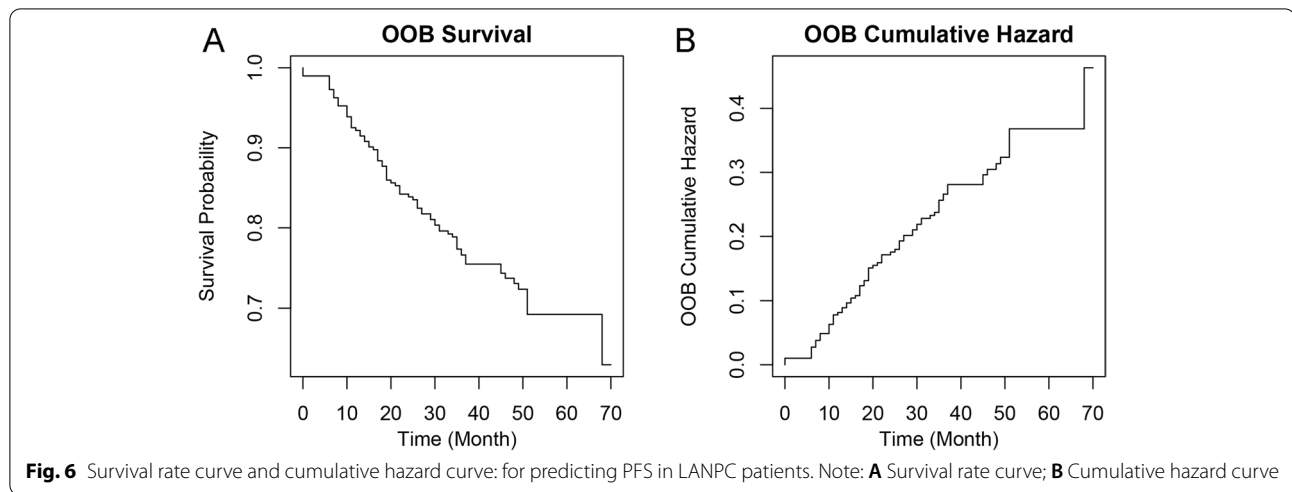 A
OOB Survival
Survival Probability
1.0
0.9
0.8
0.7
0 10 20 30 40 50 60 70
Time (Month)
B
OOB Cumulative Hazard
OOB Cumulative Hazard
0.4
0.3
0.2
0.1
0.0
0 10 20 30 40 50 60 70
Time (Month)
Fig. 6 Survival rate curve and cumulative hazard curve: for predicting PFS in LANPC patients. Note: A Survival rate curve; B Cumulative hazard curve